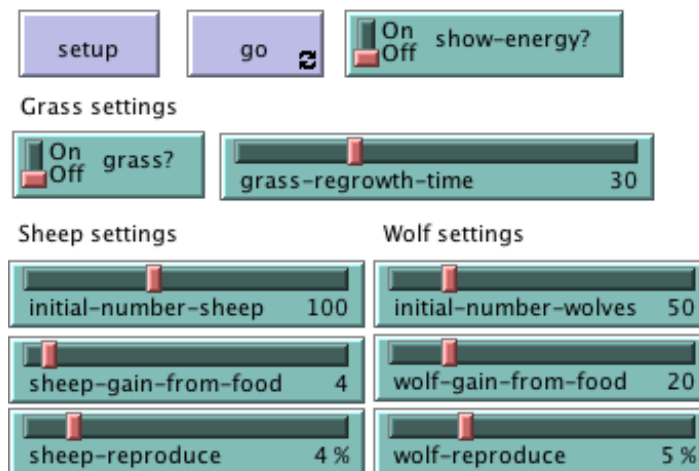 setup
go
On
Off
show-energy?
Grass settings
On
Off
grass?
grass-regrowth-time 30
Sheep settings
Wolf settings
initial-number-sheep 100
initial-number-wolves 50
sheep-gain-from-food 4
wolf-gain-from-food 20
sheep-reproduce 4 %
wolf-reproduce 5 %